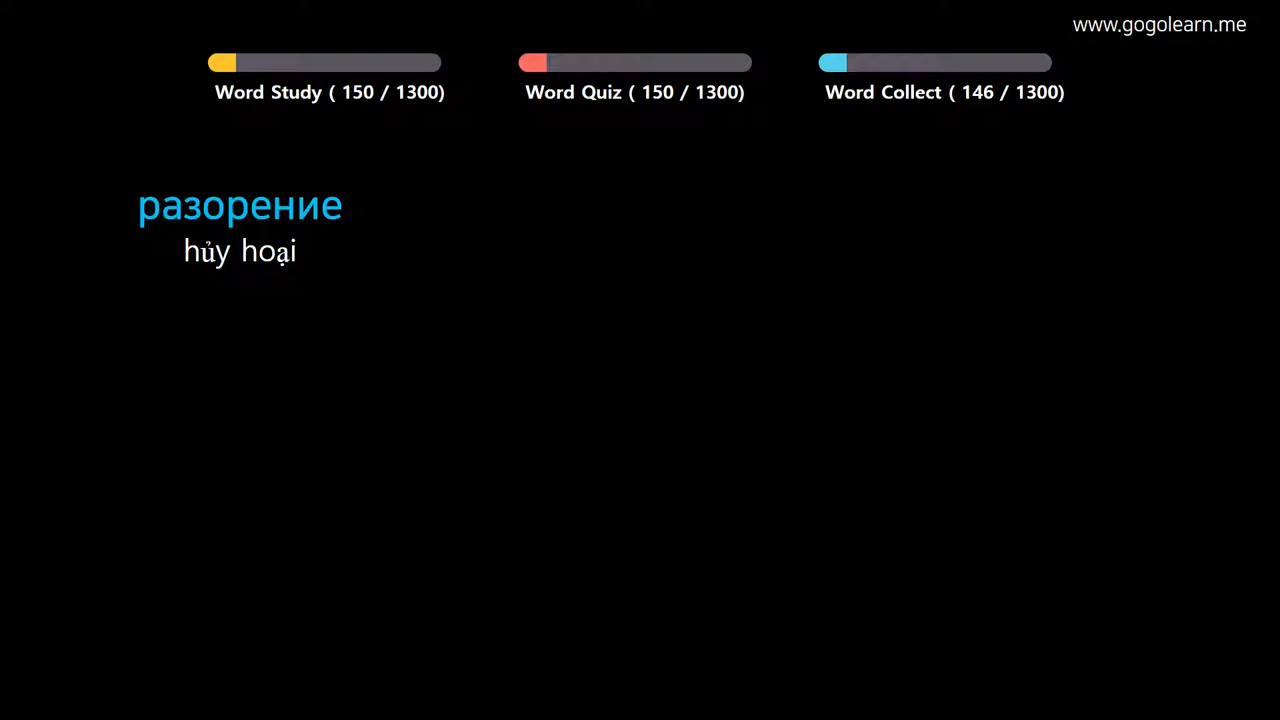 www.gogolearn.me
Word Study ( 150 / 1300)
Word Quiz ( 150 / 1300)
Word Collect ( 146 / 1300)
разорение
hủy hoại